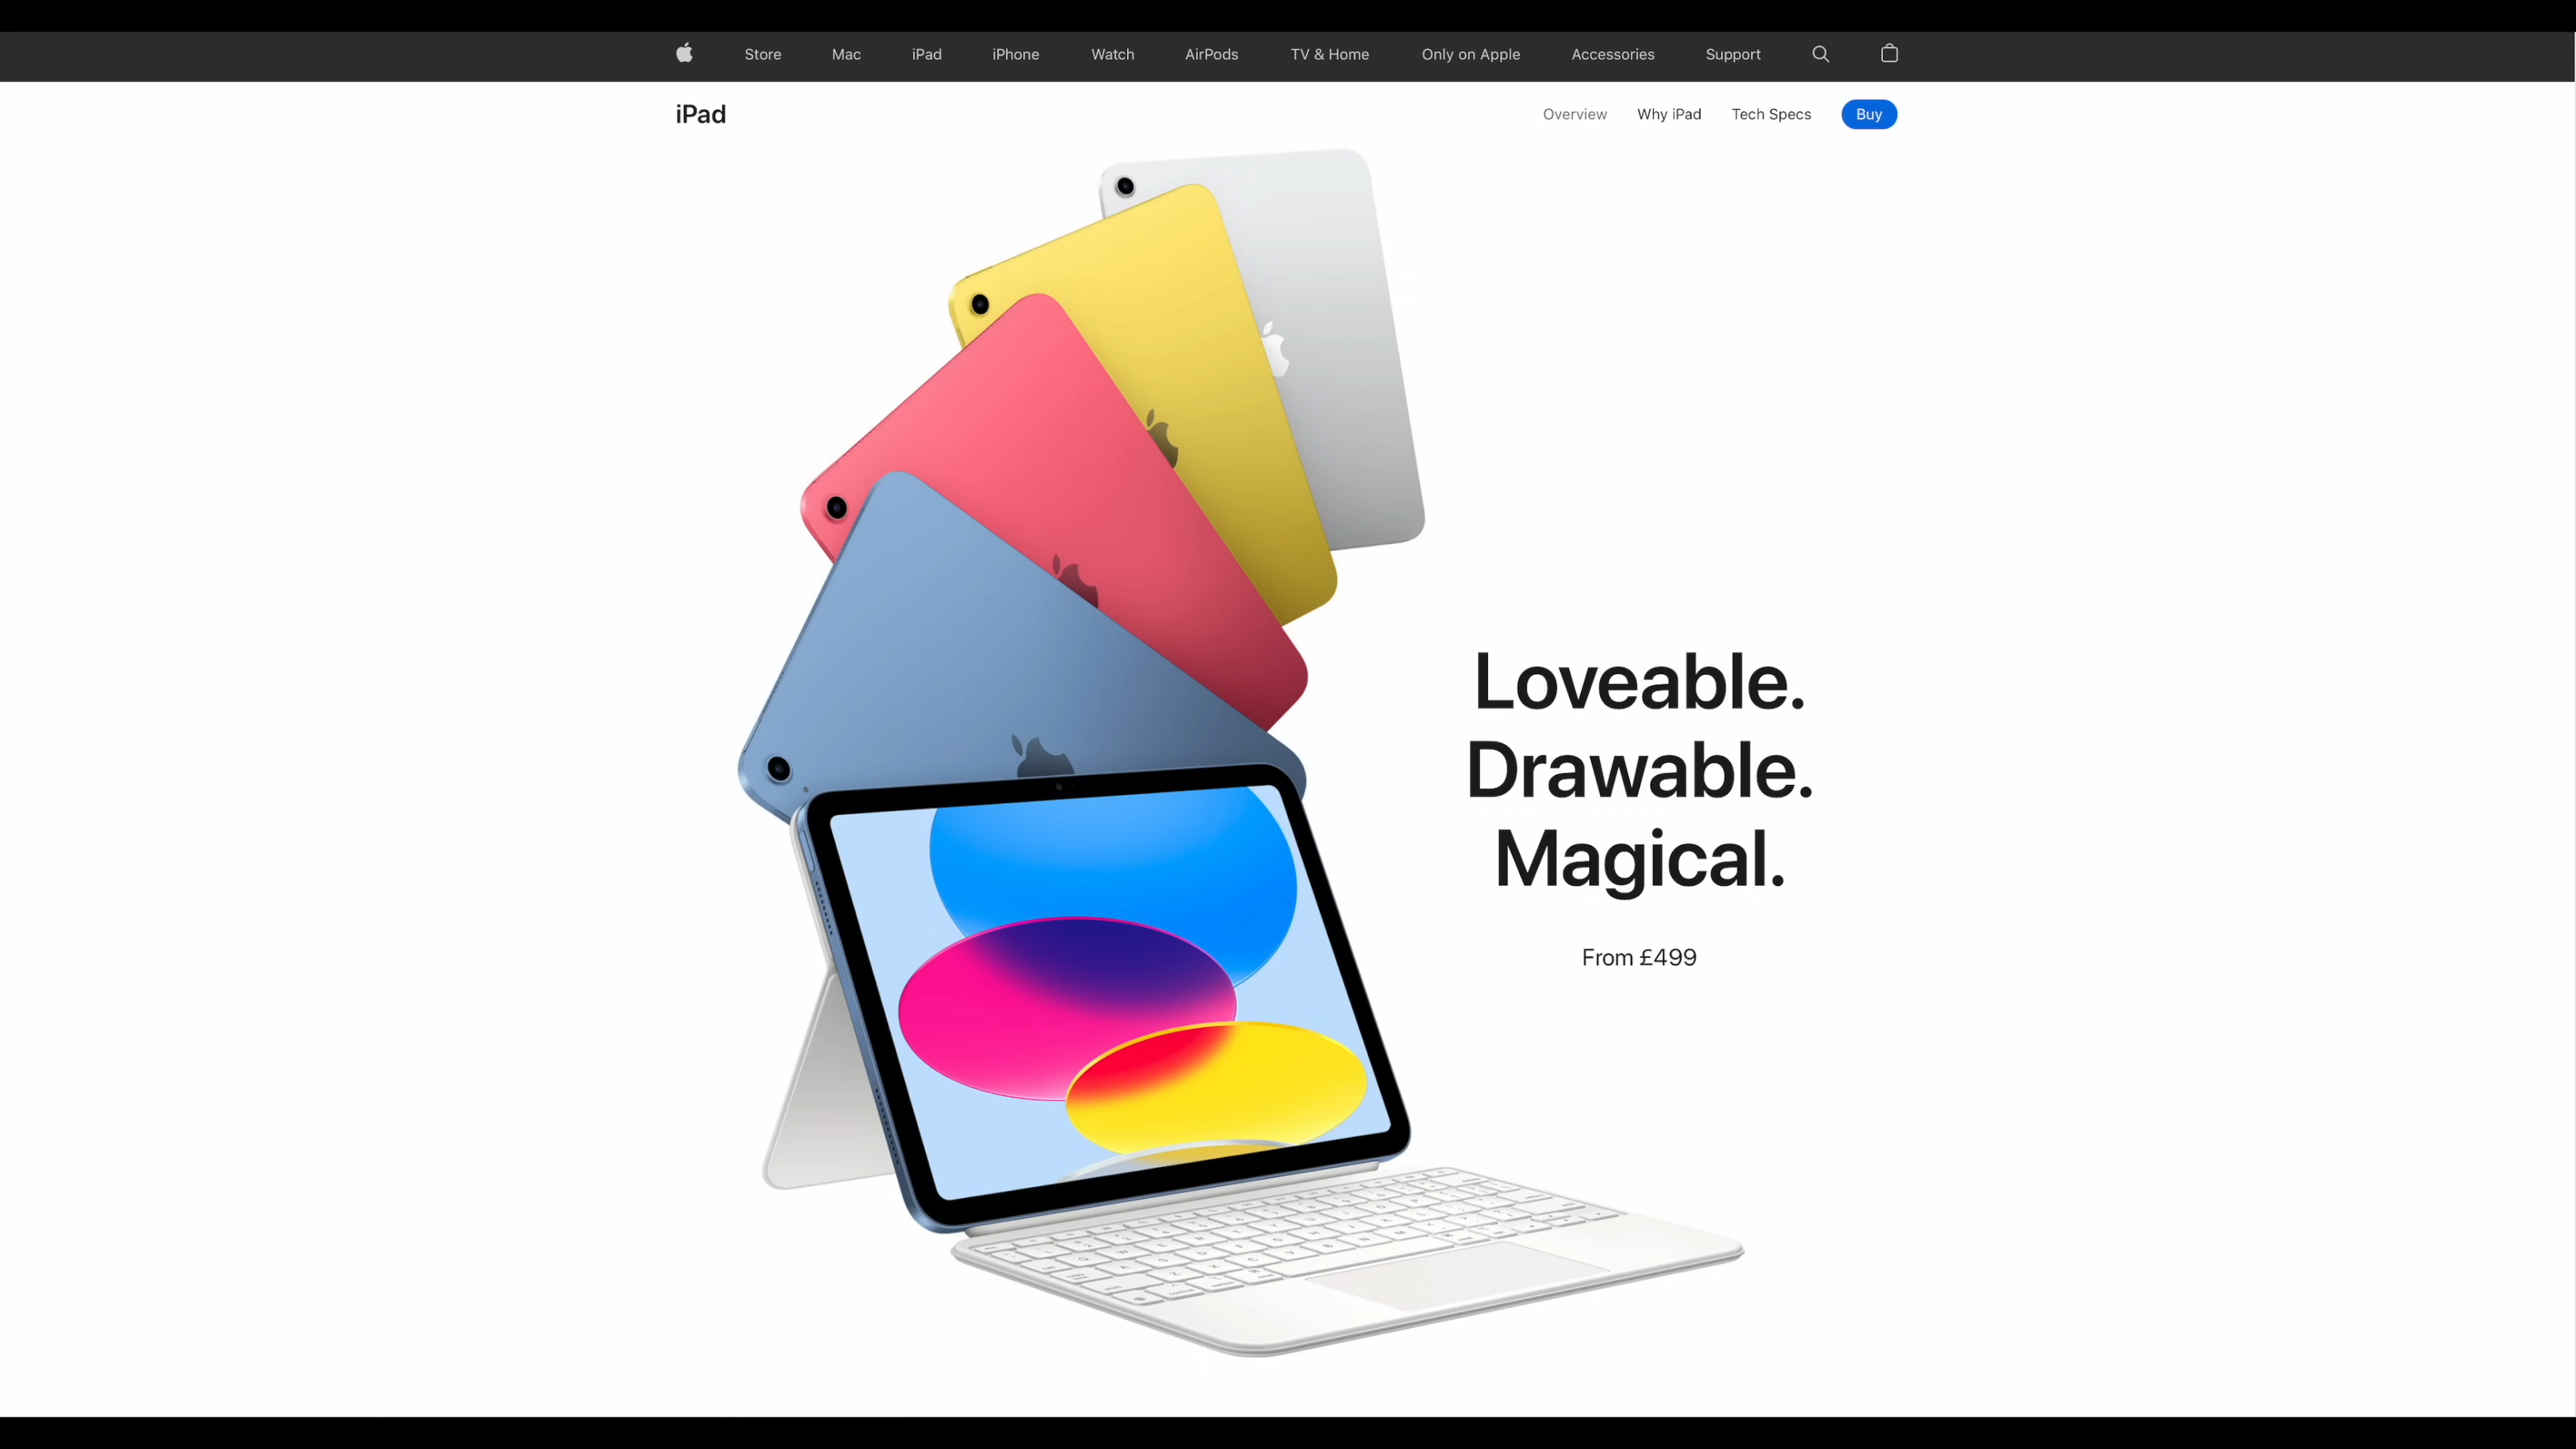 Store Mac iPad iPhone Watch AirPods TV & Home Only on Apple Accessories Support
iPad Overview Why iPad Tech Specs Buy
Loveable.
Drawable.
Magical.
From £499